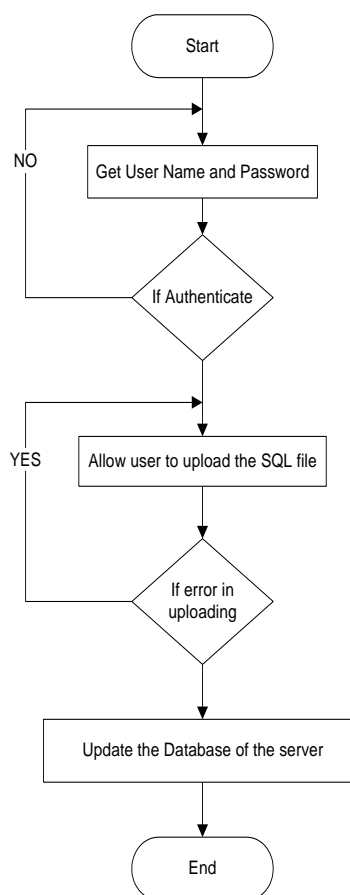 Start
NO
Get User Name and Password
If Authenticate
YES
Allow user to upload the SQL file
If error in
uploading
Update the Database of the server
End